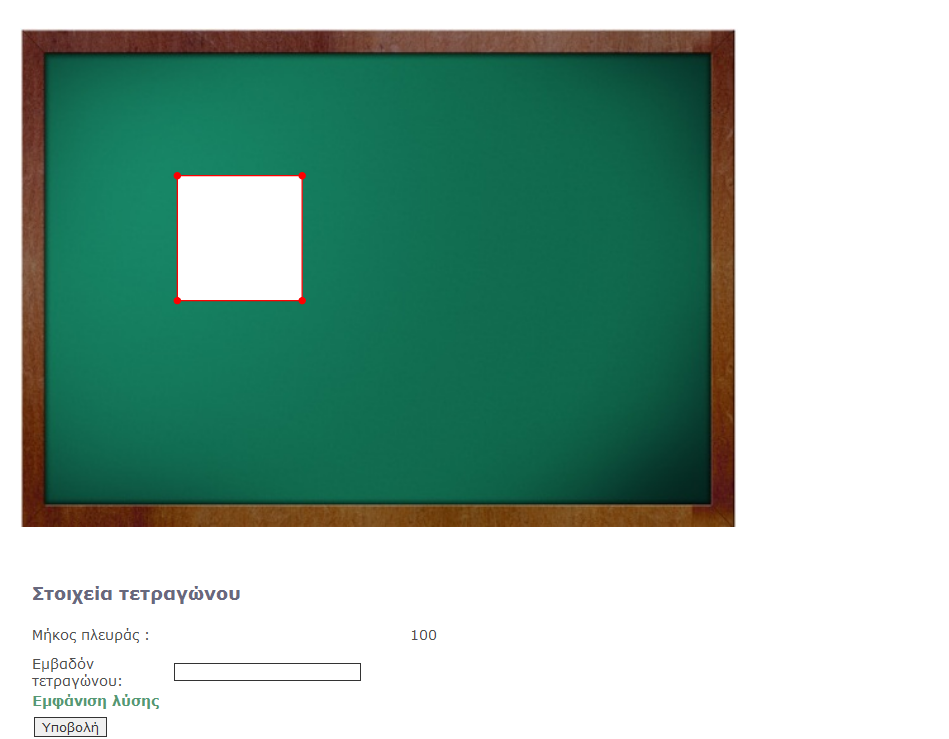 Στοιχεία τετραγώνου
Μήκος πλευράς : 100
Εμβαδόν
τετραγώνου:
Εμφάνιση λύσης
Υποβολή